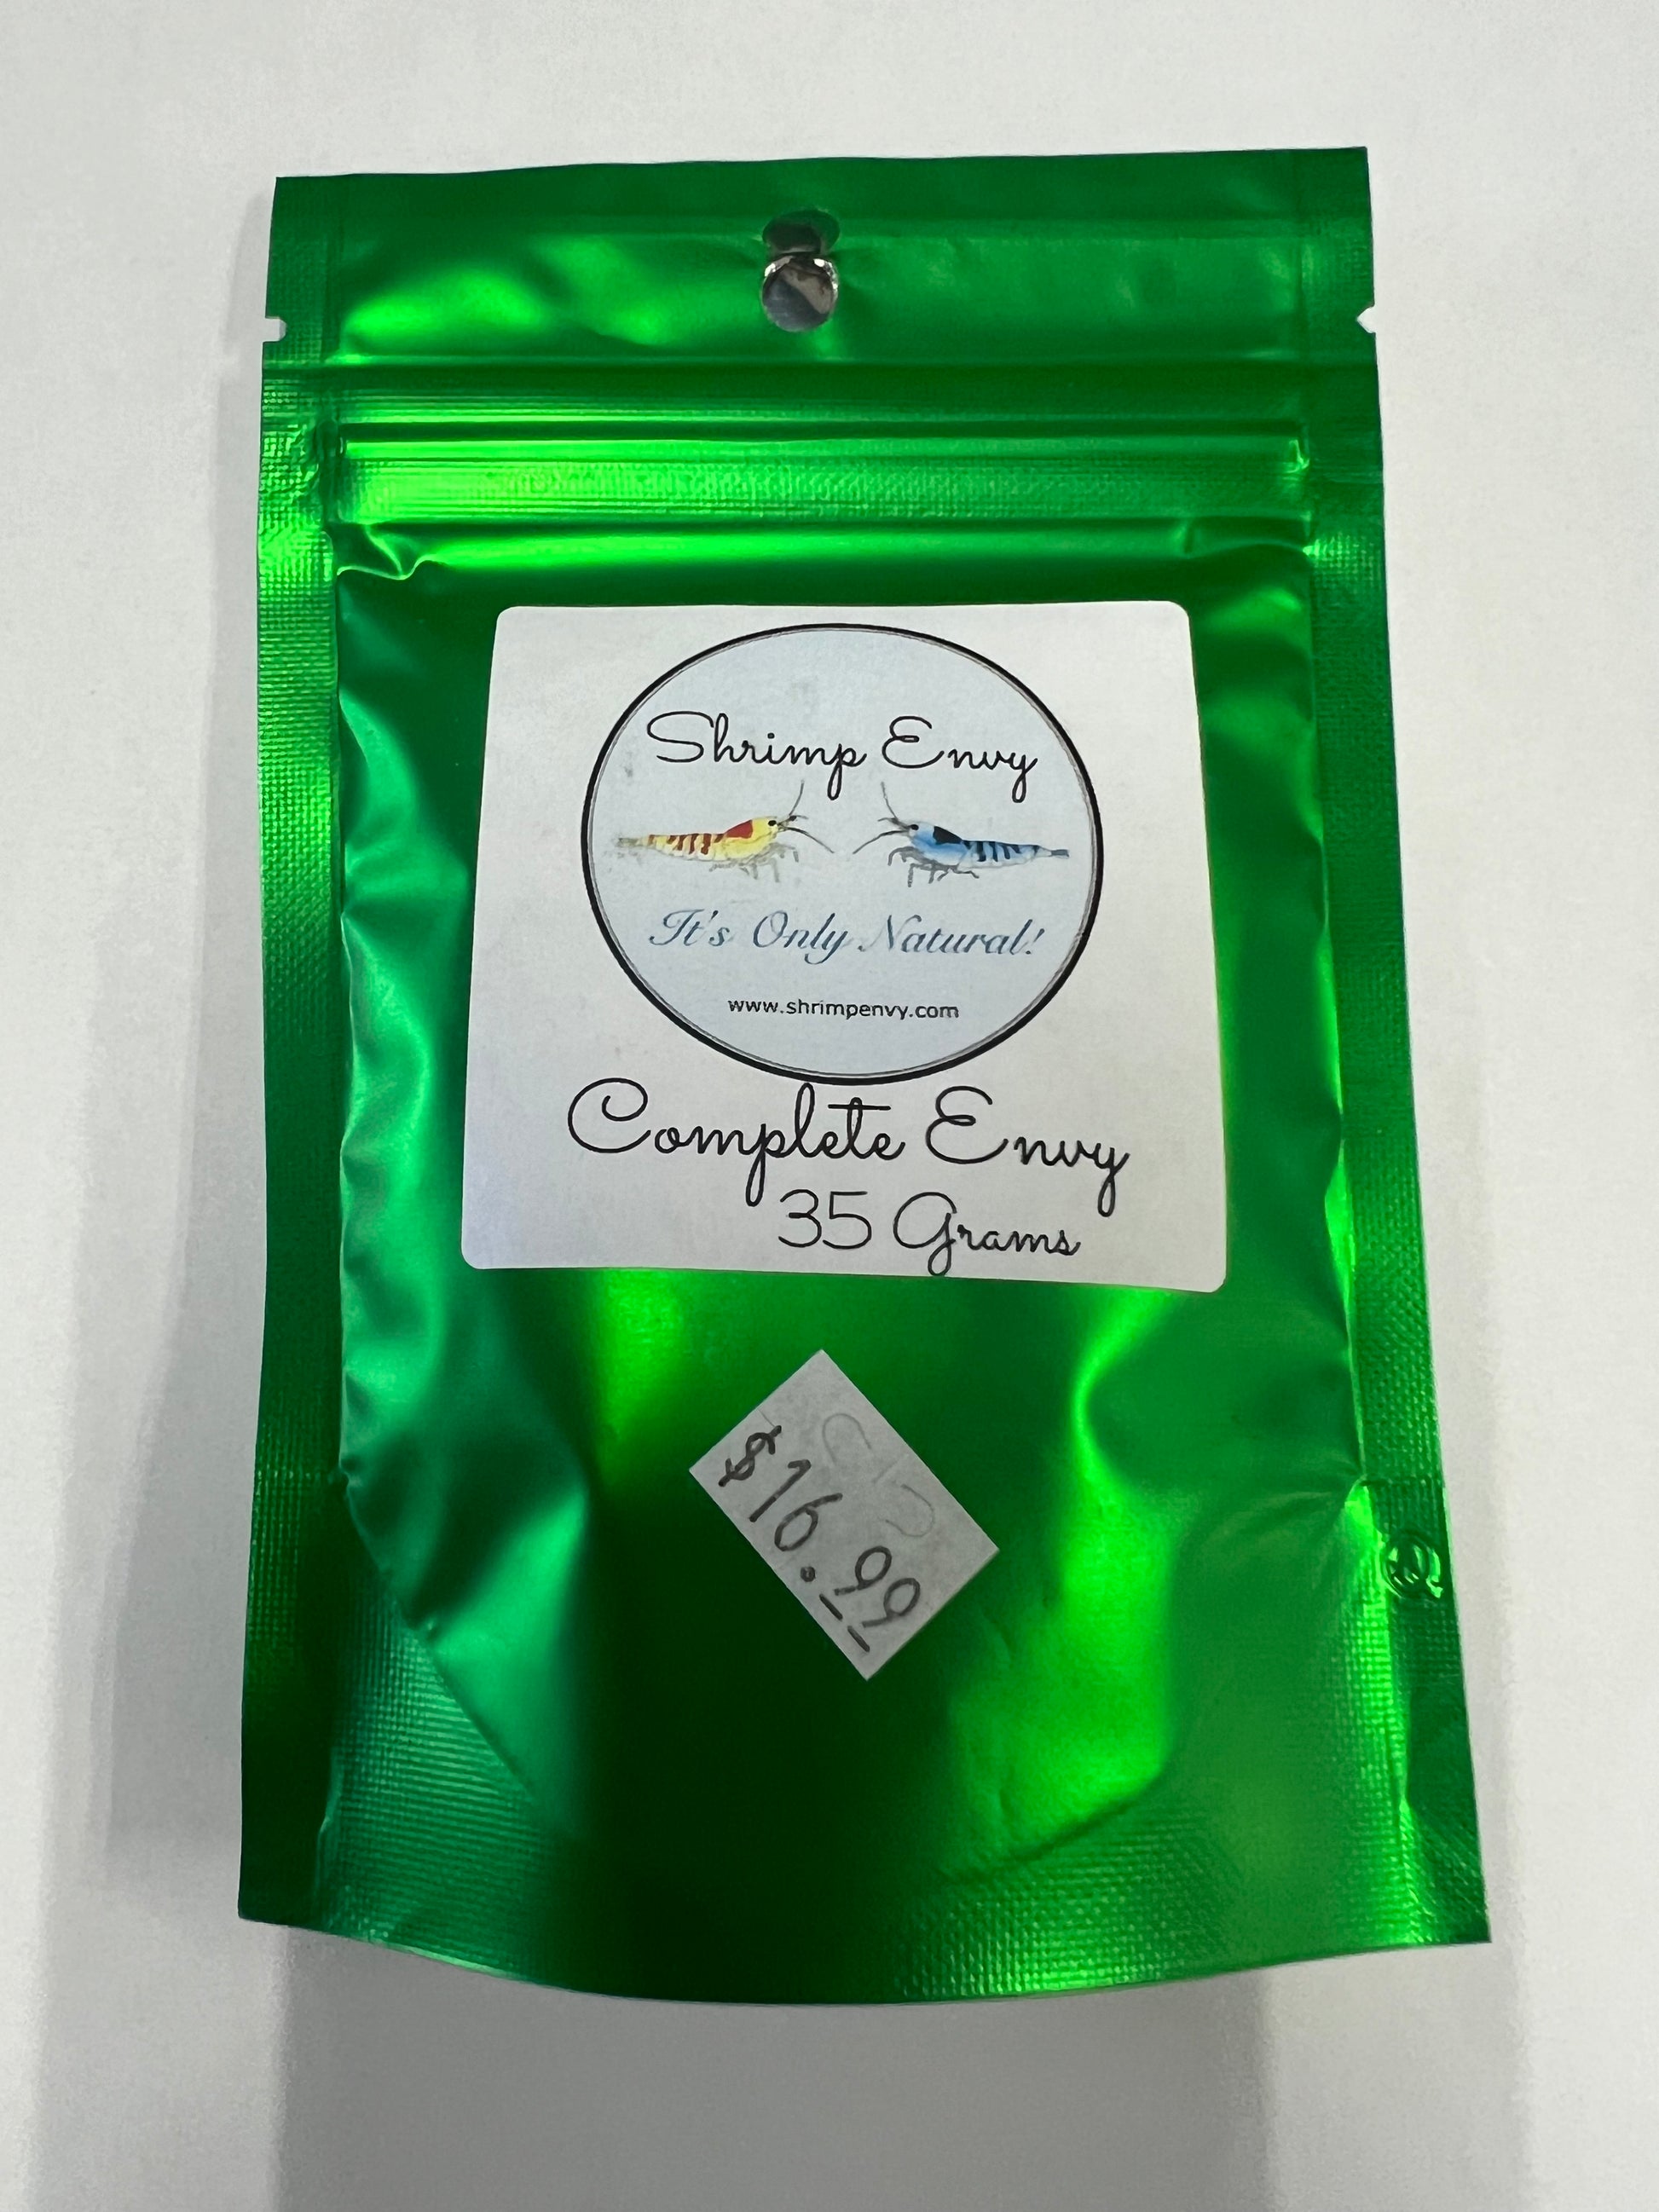 Shrimp Envy
It's Only Natural!
www.shrimpenvy.com
Complete Envy
35 Grams
$16.99